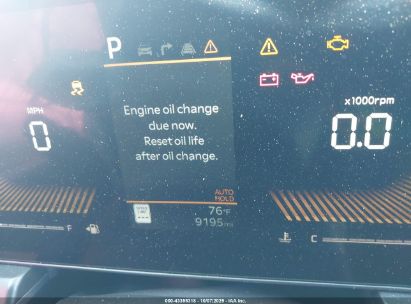 P
MPH
0
Engine oil change
due now.
Reset oil life
after oil change.
x1000rpm
0.0
AUTO
HOLD
76°F
9195mi
F
C